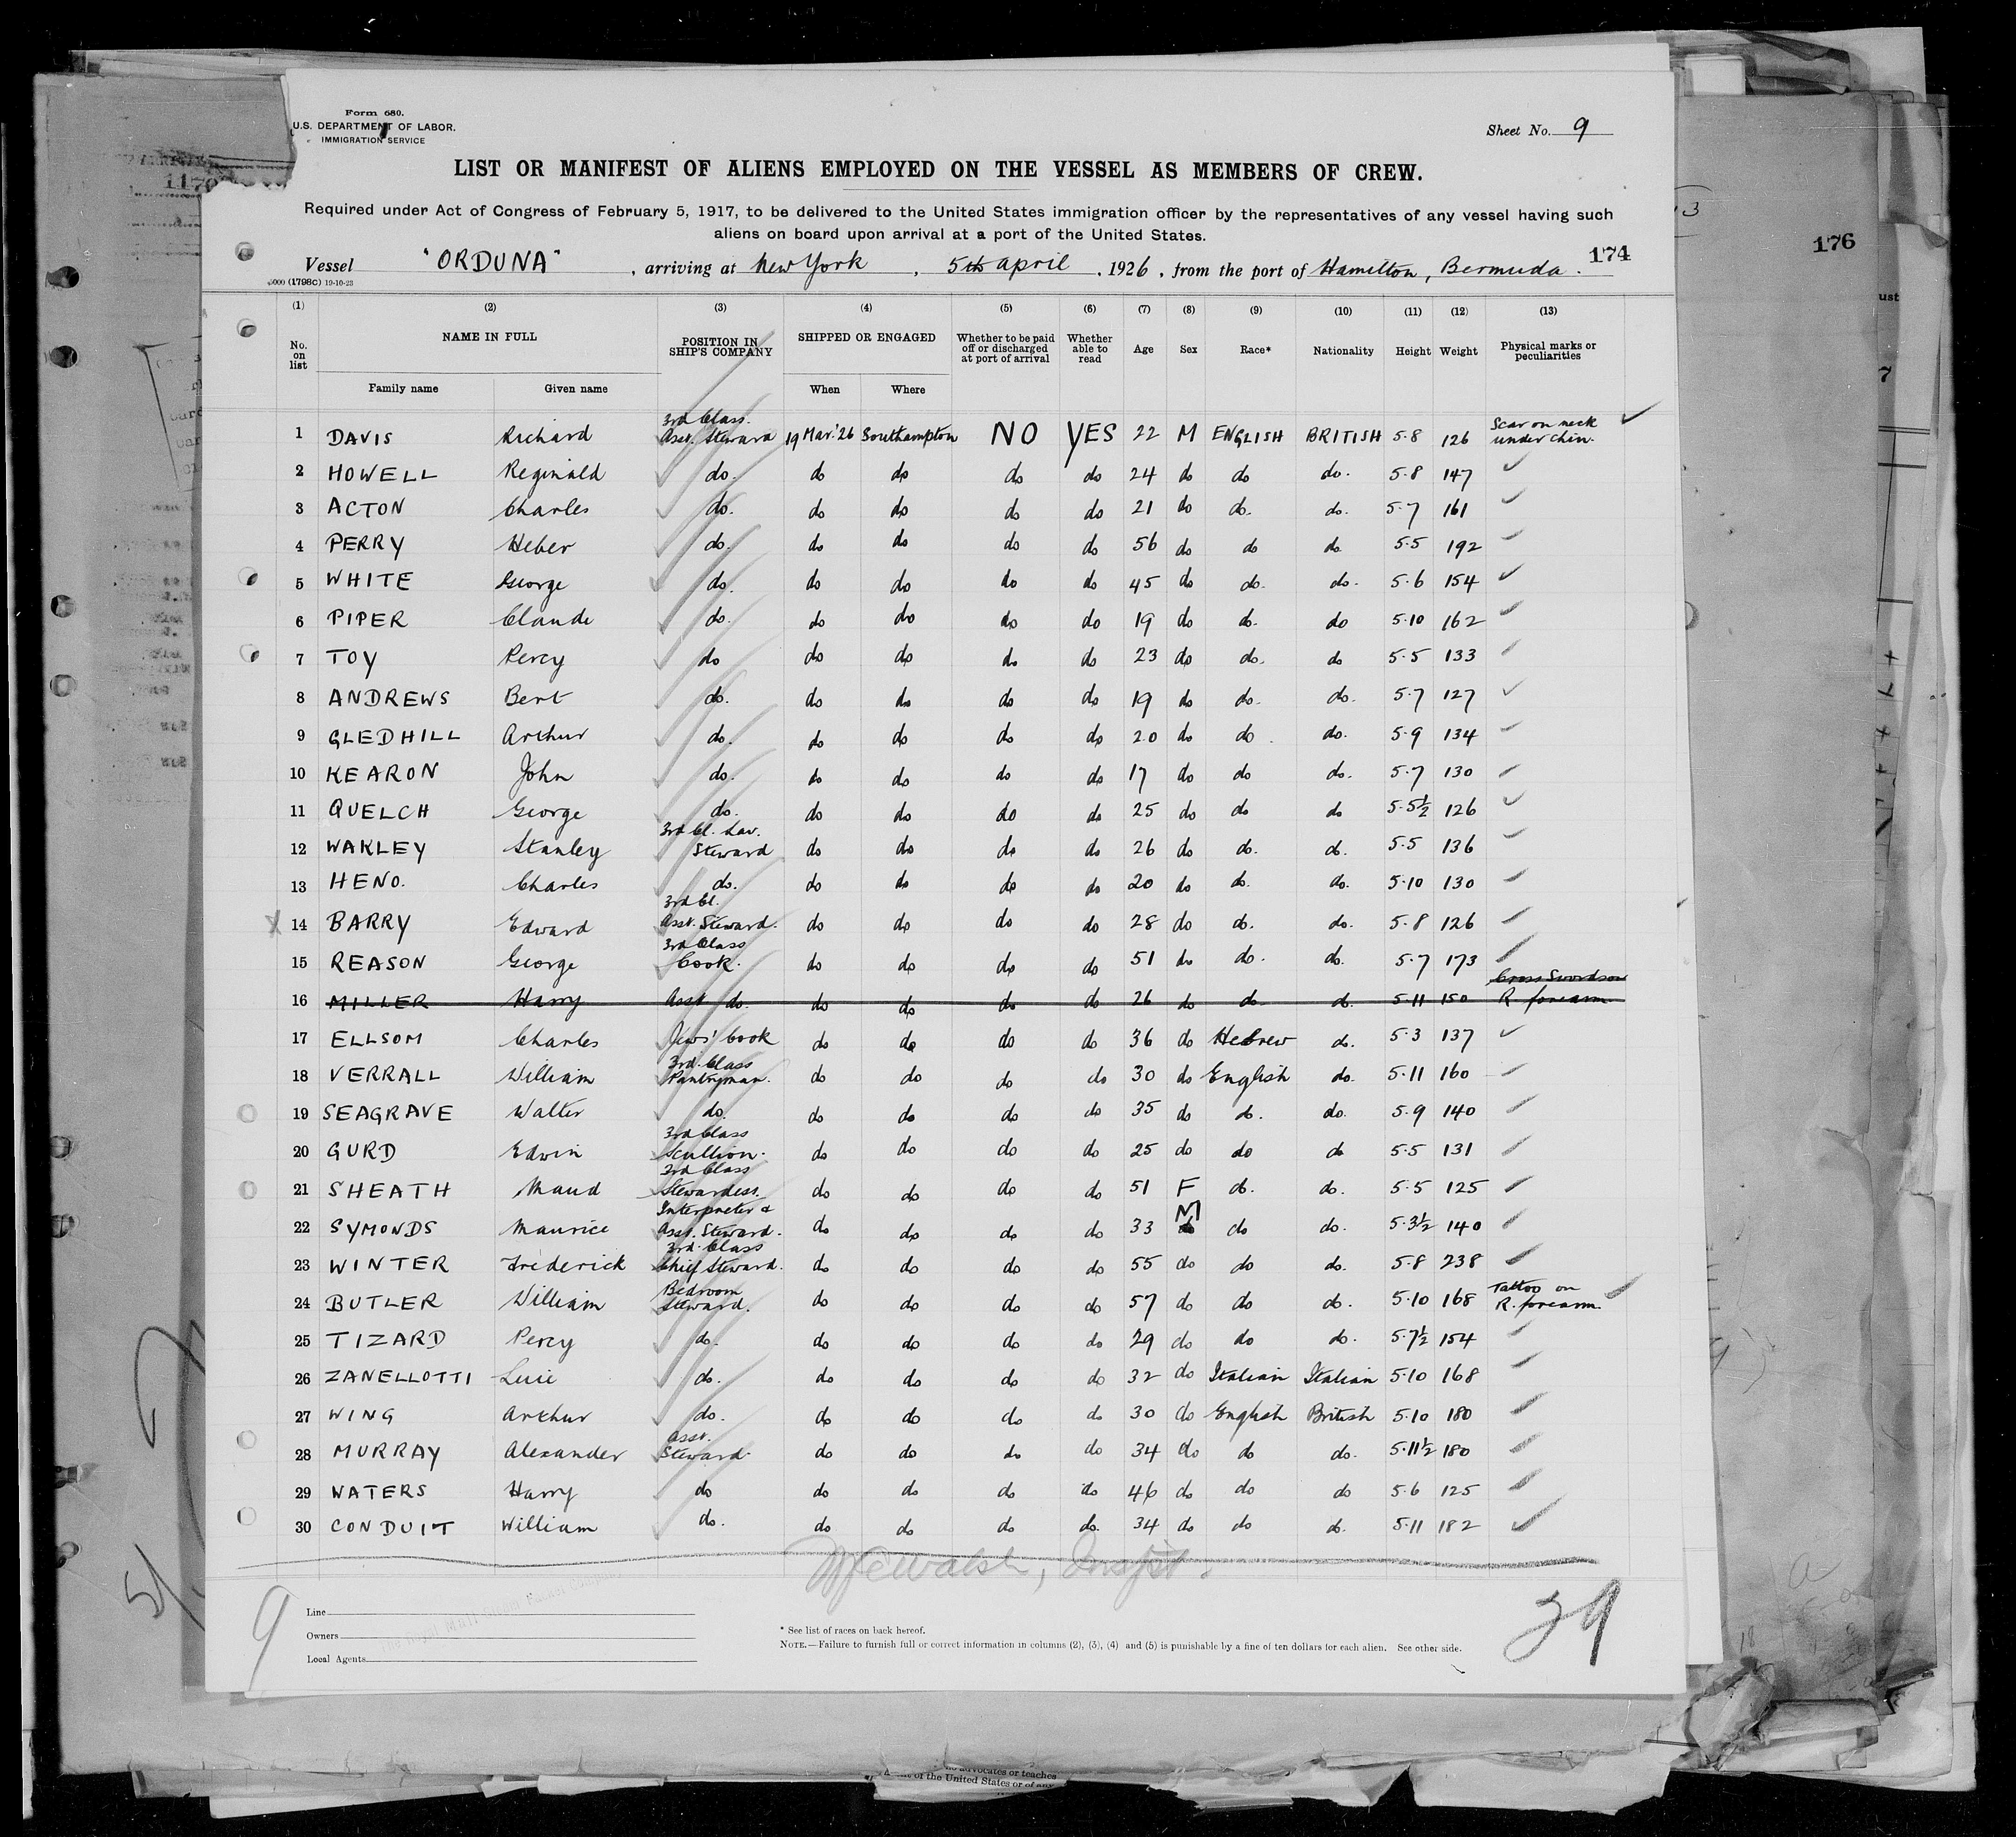 Form 680.
U.S. DEPARTMENT OF LABOR.
IMMIGRATION SERVICE
Sheet No. 9
LIST OR MANIFEST OF ALIENS EMPLOYED ON THE VESSEL AS MEMBERS OF CREW.
Required under Act of Congress of February 5, 1917, to be delivered to the United States immigration officer by the representatives of any vessel having such
aliens on board upon arrival at a port of the United States.
174
176
Vessel "ORDUNA", arriving at New York, 5th April, 1926, from the port of Hamilton, Bermuda.
(1798C) 19-10-23
(1) (2) (3) (4) (5) (6) (7) (8) (9) (10) (11) (12) (13)
No. on list NAME IN FULL POSITION IN SHIP'S COMPANY SHIPPED OR ENGAGED Whether to be paid off or discharged at port of arrival Whether able to read Age Sex Race* Nationality Height Weight Physical marks or peculiarities
Family name Given name When Where
1 DAVIS Richard 3rd Class. Asst. Steward 19 Mar. '26 Southampton NO YES 22 M ENGLISH BRITISH 5.8 126 Scar on neck under chin.
2 HOWELL Reginald do. do do do do 24 do do do. 5.8 147
3 ACTON Charles do. do do do do 21 do do. do. 5.7 161
4 PERRY Heber do. do do do do 56 do do do 5.5 192
5 WHITE George do. do do do do 45 do do. do. 5.6 154
6 PIPER Claude do. do do do do 19 do do. do 5.10 162
7 TOY Percy do do do do do 23 do do. do 5.5 133
8 ANDREWS Bert do. do do do do 19 do do. do. 5.7 127
9 GLEDHILL Arthur do. do do do do 20 do do. do. 5.9 134
10 KEARON John do. do do do do 17 do do do. 5.7 130
11 QUELCH George do. do do do do 25 do do do 5.5½ 126
12 WAKLEY Stanley 3rd Cl. Lav. Steward do do do do 26 do do. do. 5.5 136
13 HENO. Charles do. do do do do 20 do do. do. 5.10 130
14 BARRY Edward 3rd Cl. Asst. Steward. do do do do 28 do do. do. 5.8 126
15 REASON George 3rd Class Cook. do do do do 51 do do. do. 5.7 173
16 MILLER Harry Asst do. do do do do 26 do do do. 5.11 150 Cross Swords on R. forearm
17 ELLSOM Charles Jews' Cook do do do do 36 do Hebrew do. 5.3 137
18 VERRALL William 3rd. Class Pantryman. do do do do 30 do English do. 5.11 160
19 SEAGRAVE Walter do. do do do do 35 do do. do. 5.9 140
20 GURD Edwin 3rd Class Scullion. do do do do 25 do do do 5.5 131
21 SHEATH Maud 3rd Class Stewardess. do do do do 51 F do. do. 5.5 125
22 SYMONDS Maurice Interpreter & Asst. Steward. do do do do 33 M do do do. 5.3½ 140
23 WINTER Frederick 3rd. Class Chief Steward. do do do do 55 do do do. 5.8 238
24 BUTLER William Bedroom Steward. do do do do 57 do do do. 5.10 168 Tattoo on R. forearm
25 TIZARD Percy do. do do do do 29 do do do. 5.7½ 154
26 ZANELLOTTI do. do do do do 32 do Italian Italian 5.10 168
27 WING Arthur do. do do do do 30 do English British 5.10 180
28 MURRAY Alexander Asst. Steward. do do do do 34 do do do. 5.11½ 180
29 WATERS Harry do do do do do 46 do do do 5.6 125
30 CONDUIT William do. do do do do. 34 do do do. 5.11 182
Walsh, Inspt.
9
39
Line
Owners
Local Agents
* See list of races on back hereof.
NOTE.—Failure to furnish full or correct information in columns (2), (3), (4) and (5) is punishable by a fine of ten dollars for each alien. See other side.
advocates or teaches
of the United States or of any